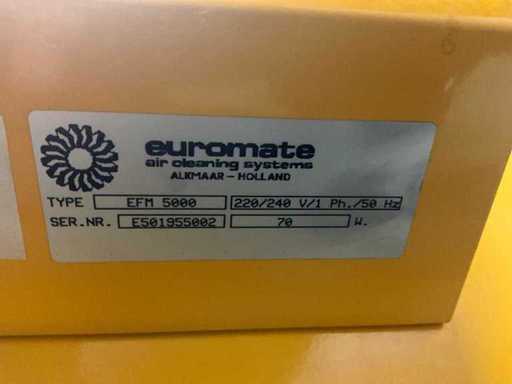 euromate
air cleaning systems
ALKMAAR - HOLLAND
TYPE EFM 5000 220/240 V/1 Ph./50 Hz
SER.NR. E501955002 70 W.